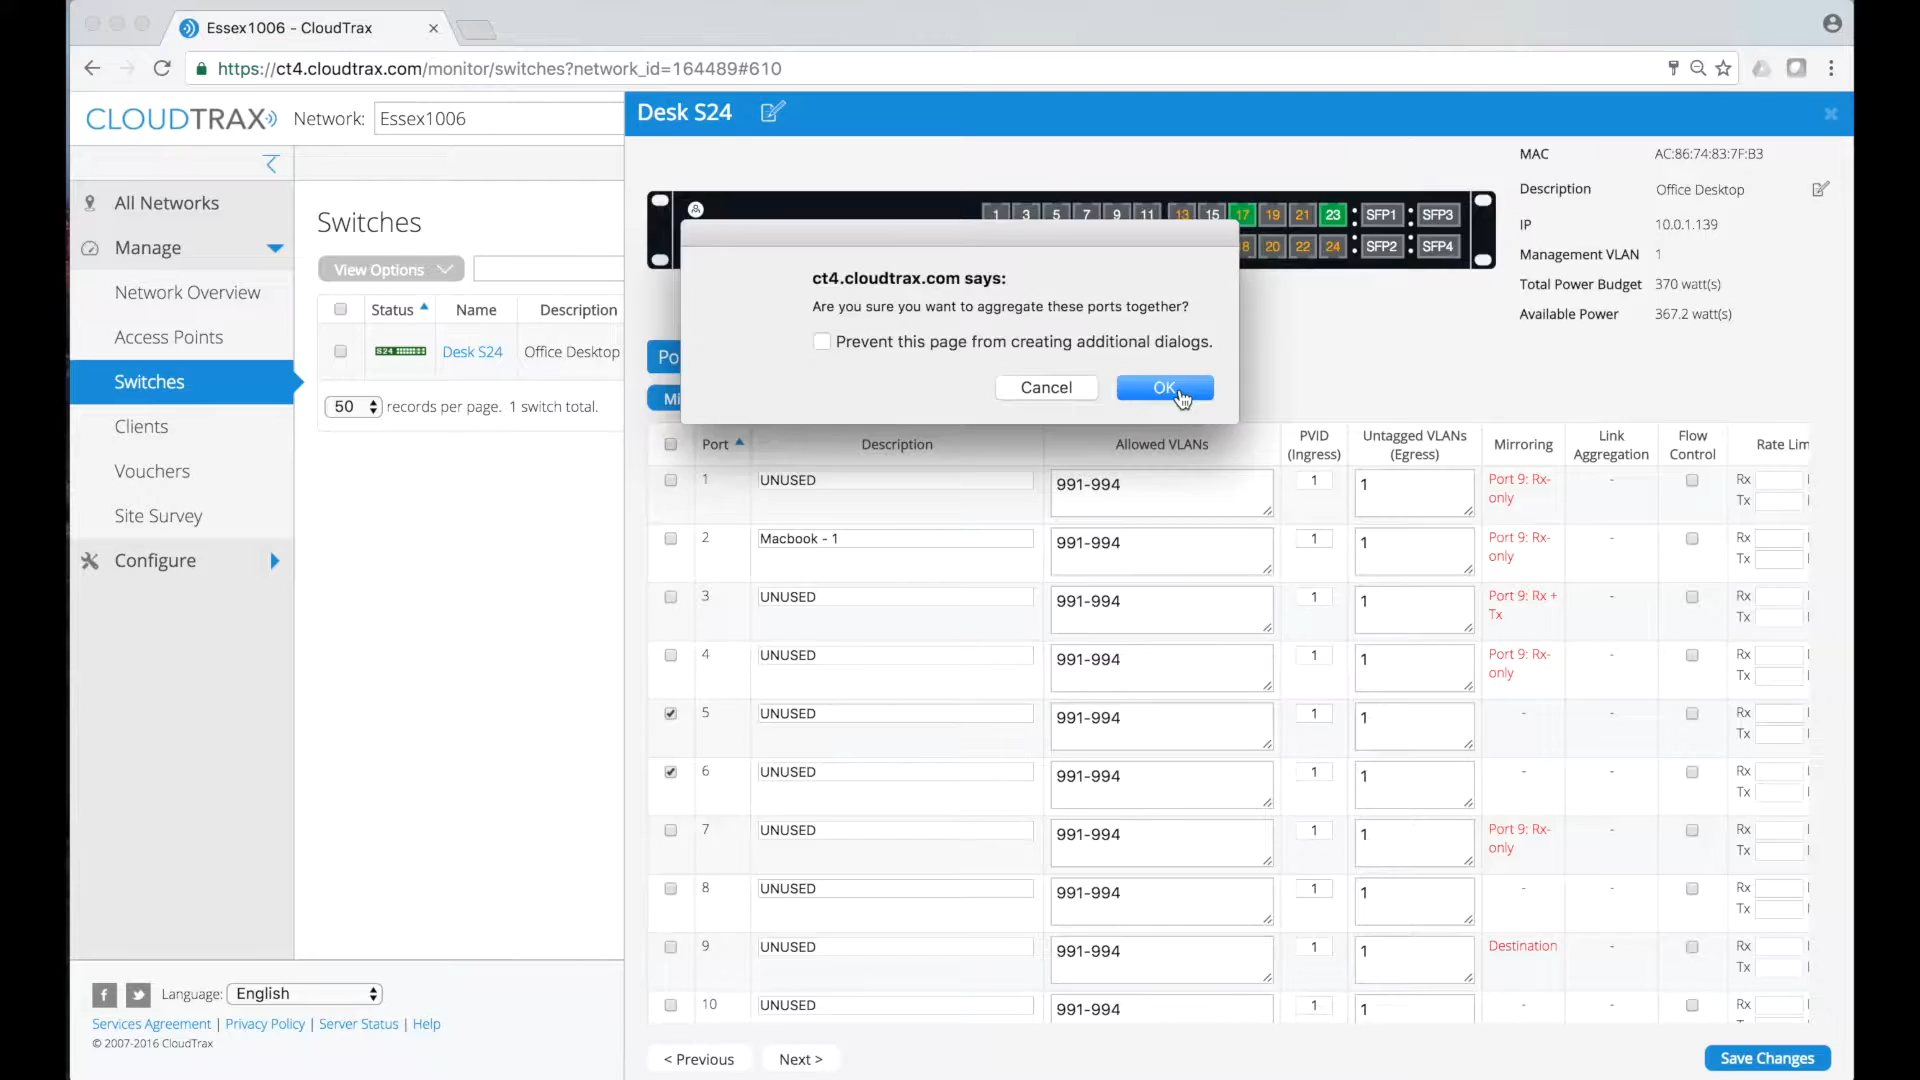 Essex1006 - CloudTrax
https://ct4.cloudtrax.com/monitor/switches?network_id=164489#610
CLOUDTRAX
Network:
Essex1006
All Networks
Manage
Network Overview
Access Points
Switches
Clients
Vouchers
Site Survey
Configure
Switches
View Options
Status Name Description
S24 Desk S24 Office Desktop
50 records per page. 1 switch total.
Desk S24
1 3 5 7 9 11 13 15 17 19 21 23 SFP1 SFP3
8 20 22 24 SFP2 SFP4
MAC AC:86:74:83:7F:B3
Description Office Desktop
IP 10.0.1.139
Management VLAN 1
Total Power Budget 370 watt(s)
Available Power 367.2 watt(s)
ct4.cloudtrax.com says:
Are you sure you want to aggregate these ports together?
Prevent this page from creating additional dialogs.
Cancel OK
Po
Mi
Port Description Allowed VLANs PVID (Ingress) Untagged VLANs (Egress) Mirroring Link Aggregation Flow Control Rate Lim
1 UNUSED 991-994 1 1 Port 9: Rx-only - Rx
Tx
2 Macbook - 1 991-994 1 1 Port 9: Rx-only - Rx
Tx
3 UNUSED 991-994 1 1 Port 9: Rx + Tx - Rx
Tx
4 UNUSED 991-994 1 1 Port 9: Rx-only - Rx
Tx
5 UNUSED 991-994 1 1 - - Rx
Tx
6 UNUSED 991-994 1 1 - - Rx
Tx
7 UNUSED 991-994 1 1 Port 9: Rx-only - Rx
Tx
8 UNUSED 991-994 1 1 - - Rx
Tx
9 UNUSED 991-994 1 1 Destination - Rx
Tx
10 UNUSED 991-994 1 1 - - Rx
< Previous Next >
Save Changes
Language: English
Services Agreement | Privacy Policy | Server Status | Help
© 2007-2016 CloudTrax